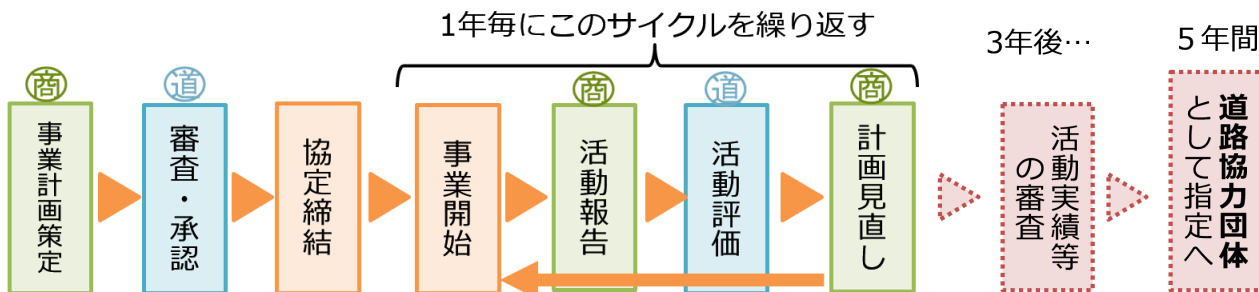 1年毎にこのサイクルを繰り返す
3年後…
５年間
商
道
商
道
商
事業計画策定
審査・承認
協定締結
事業開始
活動報告
活動評価
計画見直し
活動実績等
の審査
道路協力団体
として指定へ